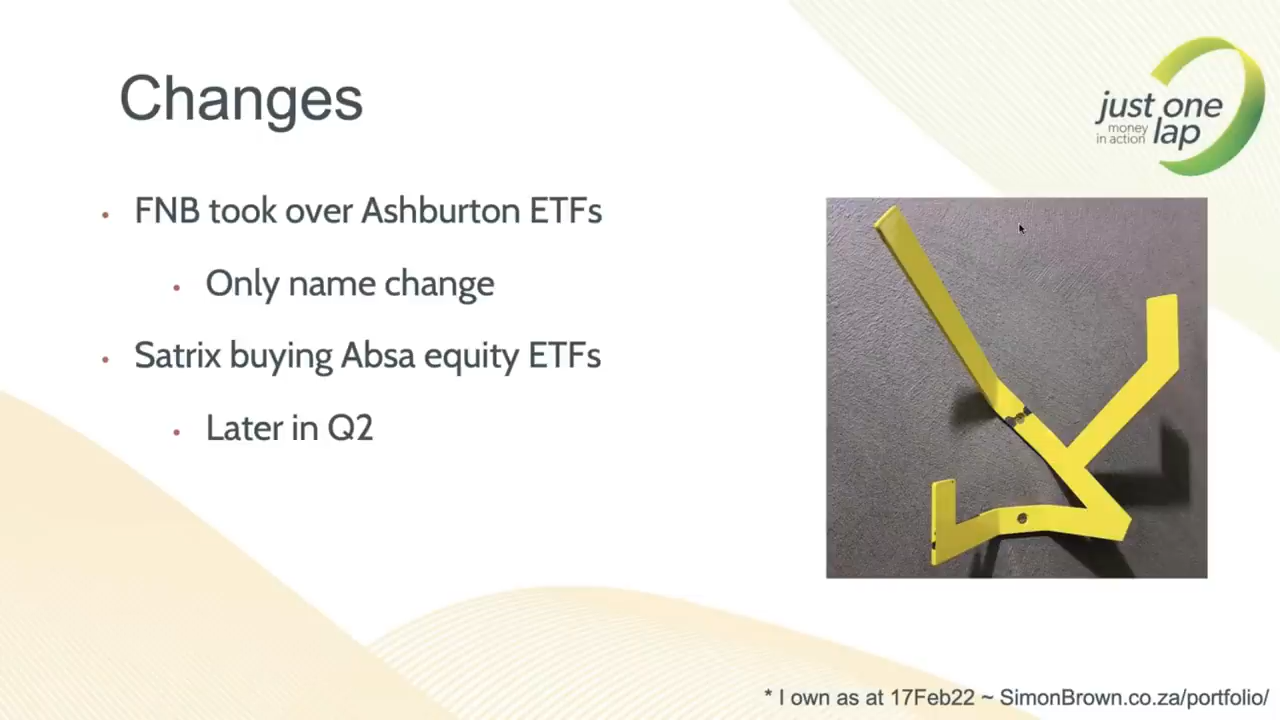 Changes
just one
money
in action
lap
• FNB took over Ashburton ETFs
• Only name change
• Satrix buying Absa equity ETFs
• Later in Q2
* I own as at 17Feb22 ~ SimonBrown.co.za/portfolio/